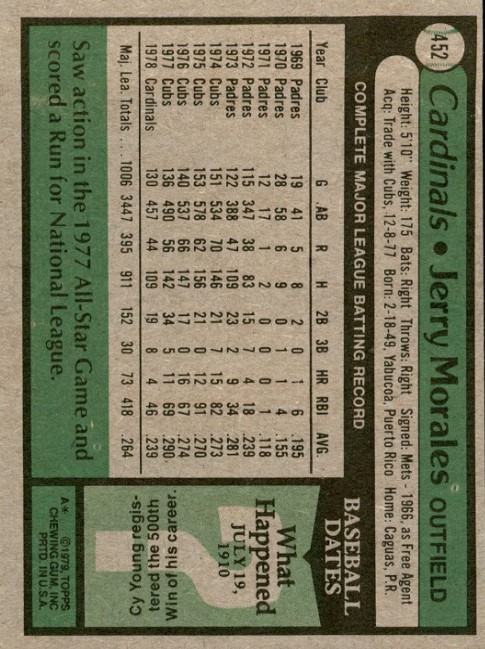 452
Cardinals • Jerry Morales OUTFIELD
Height: 5'10" Weight: 175 Bats: Right Throws: Right Signed: Mets - 1966, as Free Agent
Acq: Trade with Cubs, 12-8-77 Born: 2-18-49, Yabucoa, Puerto Rico Home: Caguas, P.R.
COMPLETE MAJOR LEAGUE BATTING RECORD
Year Club G AB R H 2B 3B HR RBI AVG.
1969 Padres 19 41 5 8 2 0 1 6 .195
1970 Padres 28 58 6 9 0 1 1 4 .155
1971 Padres 12 17 1 2 0 0 0 1 .118
1972 Padres 115 347 38 83 15 7 4 18 .239
1973 Padres 122 388 47 109 23 2 9 34 .281
1974 Cubs 151 534 70 146 21 7 15 82 .273
1975 Cubs 153 578 62 156 21 0 12 91 .270
1976 Cubs 140 537 66 147 17 0 16 67 .274
1977 Cubs 136 490 56 142 34 5 11 69 .290
1978 Cardinals 130 457 44 109 19 8 4 46 .239
Maj. Lea. Totals . . . 1006 3447 395 911 152 30 73 418 .264
Saw action in the 1977 All-Star Game and
scored a Run for National League.
BASEBALL
DATES
What
Happened
JULY 19,
1910
Cy Young regis-
tered the 500th
Win of his career.
A* ©1979, TOPPS
CHEWING GUM, INC.
PRTD IN U.S.A.